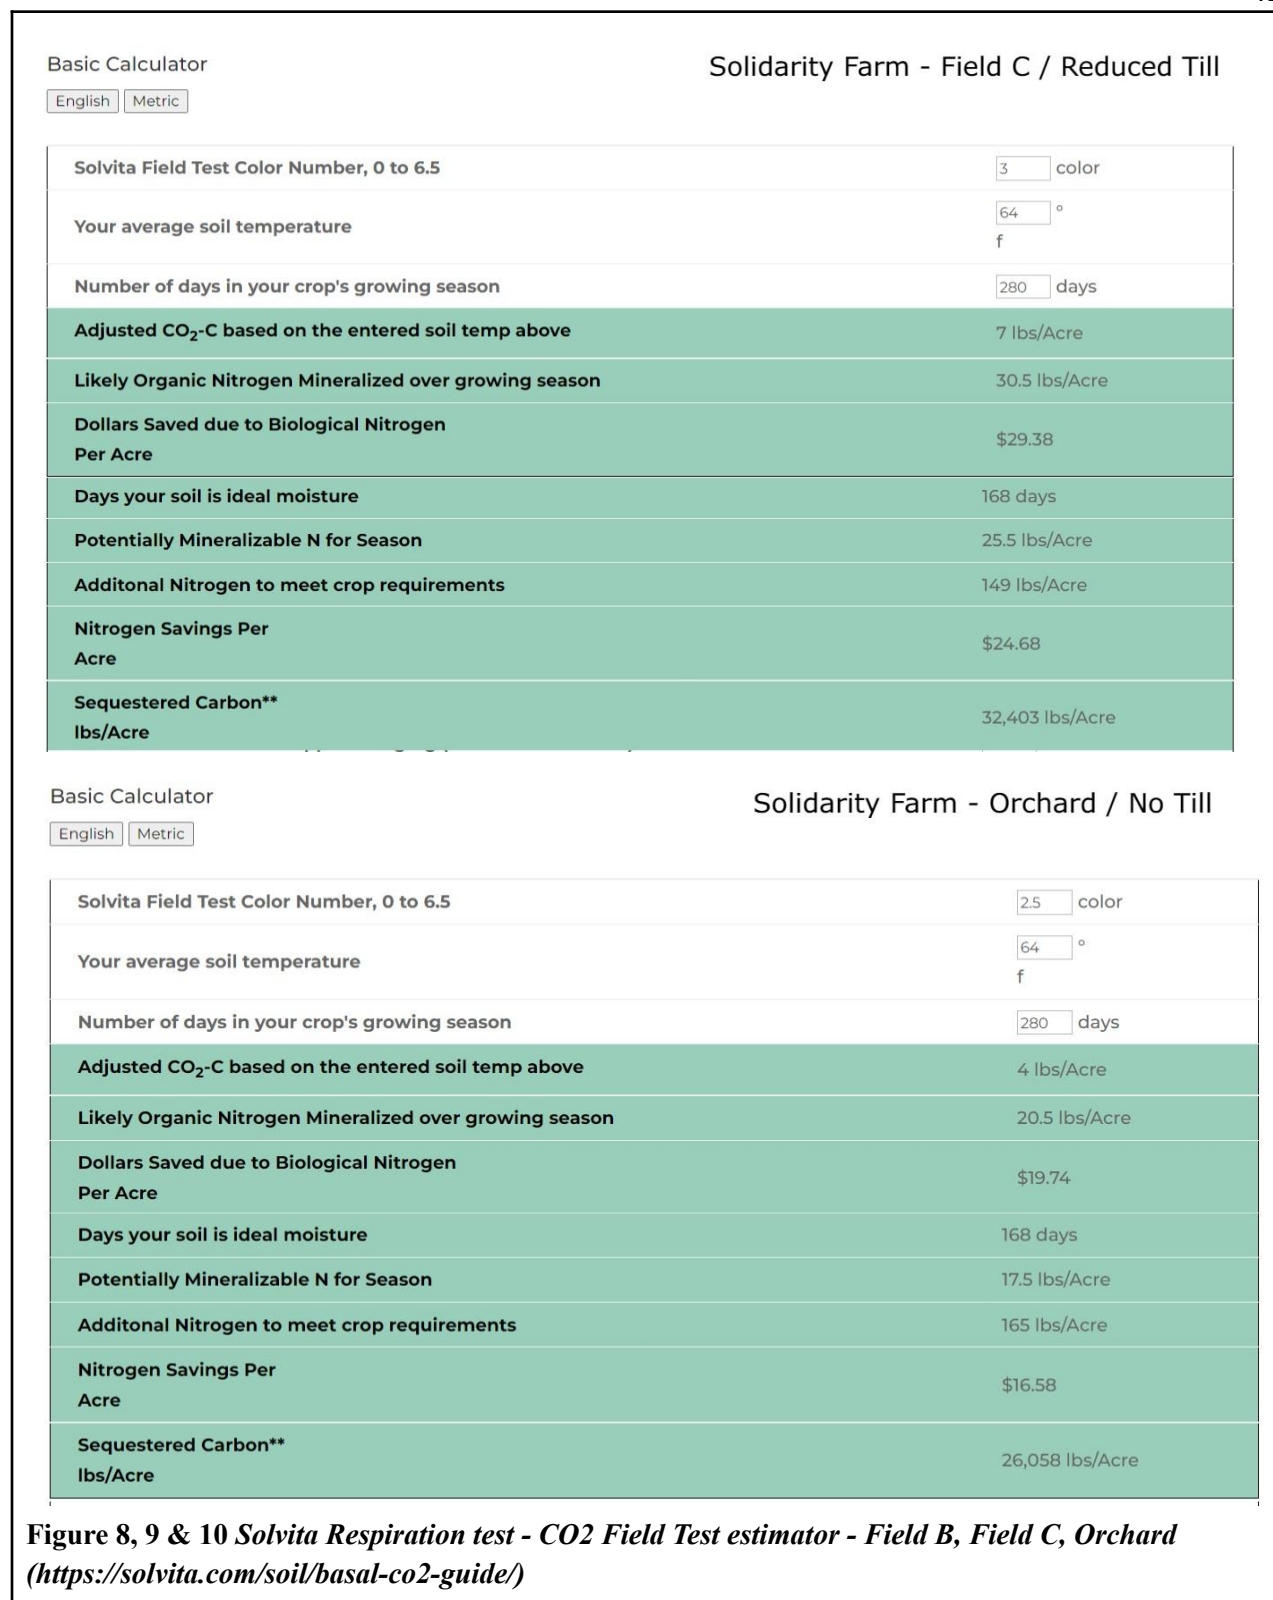 Basic Calculator
Solidarity Farm - Field C / Reduced Till
English Metric
Solvita Field Test Color Number, 0 to 6.5 3 color
Your average soil temperature 64 °
f
Number of days in your crop's growing season 280 days
Adjusted CO2-C based on the entered soil temp above 7 lbs/Acre
Likely Organic Nitrogen Mineralized over growing season 30.5 lbs/Acre
Dollars Saved due to Biological Nitrogen
Per Acre
$29.38
Days your soil is ideal moisture 168 days
Potentially Mineralizable N for Season 25.5 lbs/Acre
Additonal Nitrogen to meet crop requirements 149 lbs/Acre
Nitrogen Savings Per
Acre
$24.68
Sequestered Carbon**
lbs/Acre
32,403 lbs/Acre
Basic Calculator
Solidarity Farm - Orchard / No Till
English Metric
Solvita Field Test Color Number, 0 to 6.5 2.5 color
Your average soil temperature 64 °
f
Number of days in your crop's growing season 280 days
Adjusted CO2-C based on the entered soil temp above 4 lbs/Acre
Likely Organic Nitrogen Mineralized over growing season 20.5 lbs/Acre
Dollars Saved due to Biological Nitrogen
Per Acre
$19.74
Days your soil is ideal moisture 168 days
Potentially Mineralizable N for Season 17.5 lbs/Acre
Additonal Nitrogen to meet crop requirements 165 lbs/Acre
Nitrogen Savings Per
Acre
$16.58
Sequestered Carbon**
lbs/Acre
26,058 lbs/Acre
Figure 8, 9 & 10 Solvita Respiration test - CO2 Field Test estimator - Field B, Field C, Orchard
(https://solvita.com/soil/basal-co2-guide/)